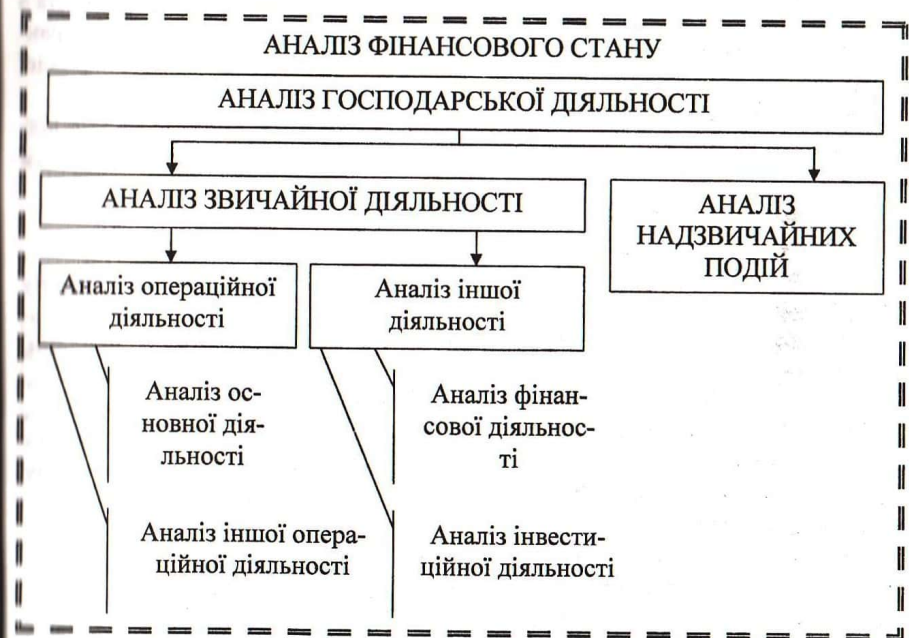 АНАЛІЗ ФІНАНСОВОГО СТАНУ
АНАЛІЗ ГОСПОДАРСЬКОЇ ДІЯЛЬНОСТІ
АНАЛІЗ ЗВИЧАЙНОЇ ДІЯЛЬНОСТІ
АНАЛІЗ
НАДЗВИЧАЙНИХ
ПОДІЙ
Аналіз операційної
діяльності
Аналіз іншої
діяльності
Аналіз ос-
новної дія-
льності
Аналіз фінан-
сової діяльнос-
ті
Аналіз іншої опера-
ційної діяльності
Аналіз інвести-
ційної діяльності